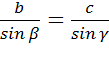 b/sin β = c/sin γ